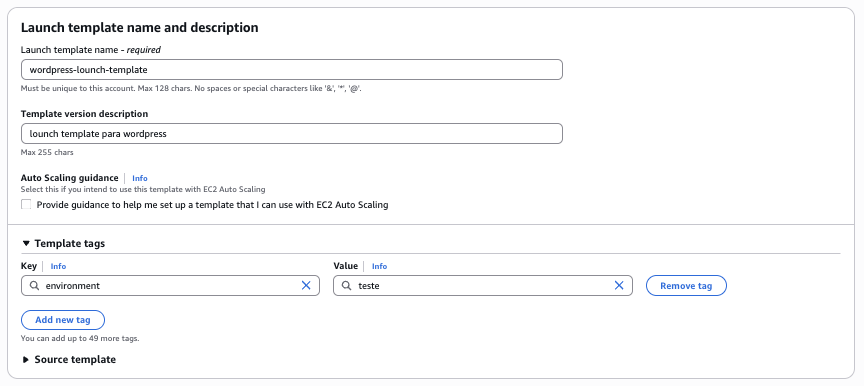 Launch template name and description
Launch template name - required
wordpress-lounch-template
Must be unique to this account. Max 128 chars. No spaces or special characters like '&', '*', '@'.
Template version description
lounch template para wordpress
Max 255 chars
Auto Scaling guidance Info
Select this if you intend to use this template with EC2 Auto Scaling
Provide guidance to help me set up a template that I can use with EC2 Auto Scaling
Template tags
Key Info Value Info
environment teste Remove tag
Add new tag
You can add up to 49 more tags.
Source template